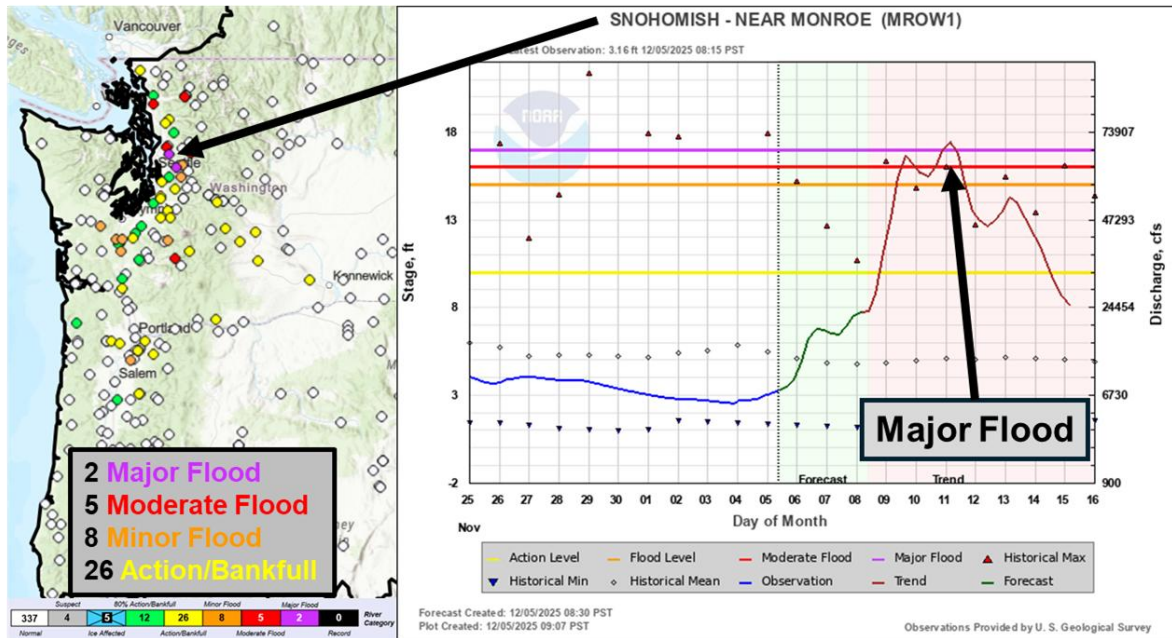 Vancouver
Seattle
Washington
Kennewick
Portland
Salem
2 Major Flood
5 Moderate Flood
8 Minor Flood
26 Action/Bankfull
Suspect 80% Action/Bankfull Minor Flood Major Flood
337 4 5 12 26 8 5 2 0 River Category
Normal Ice Affected Action/Bankfull Moderate Flood Record
SNOHOMISH - NEAR MONROE (MROW1)
Latest Observation: 3.16 ft 12/05/2025 08:15 PST
NOAA
Stage, ft
18
13
8
3
-2
73907
47293
24454
6730
900
Discharge, cfs
Major Flood
Forecast Trend
25 26 27 28 29 30 01 02 03 04 05 06 07 08 09 10 11 12 13 14 15 16
Nov
Day of Month
Action Level Flood Level Moderate Flood Major Flood Historical Max
Historical Min Historical Mean Observation Trend Forecast
Forecast Created: 12/05/2025 08:30 PST
Plot Created: 12/05/2025 09:07 PST
Observations Provided by U. S. Geological Survey